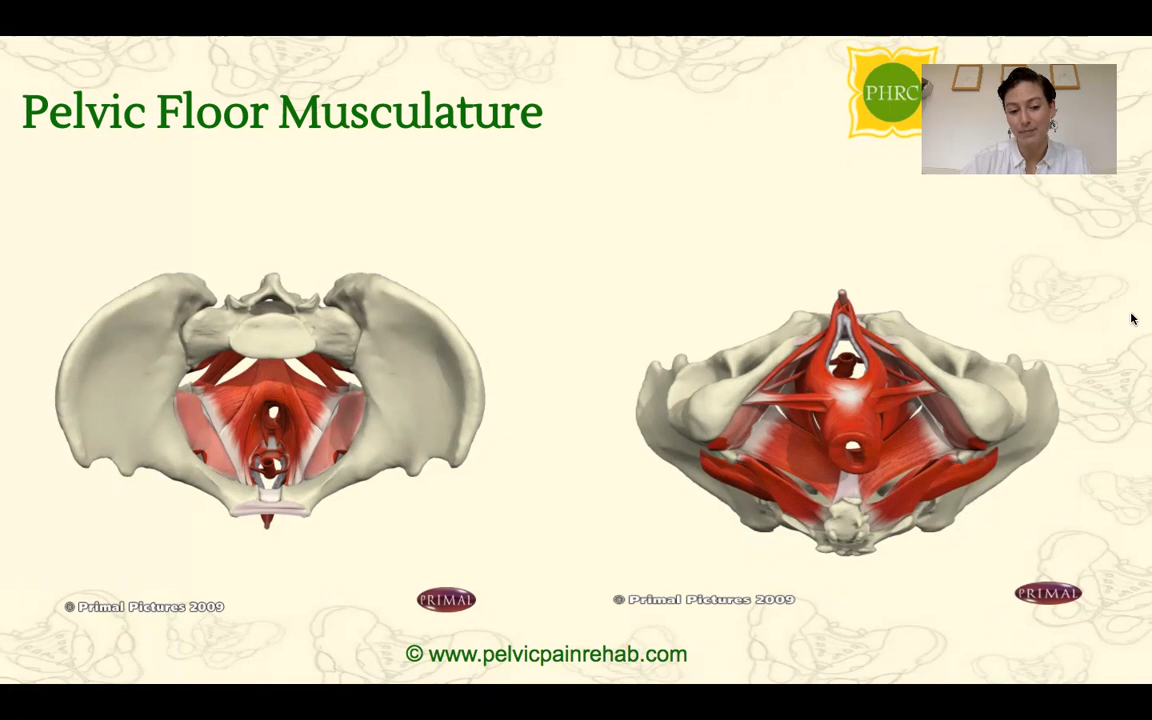 Pelvic Floor Musculature
PHRC
© Primal Pictures 2009
PRIMAL
© Primal Pictures 2009
PRIMAL
© www.pelvicpainrehab.com